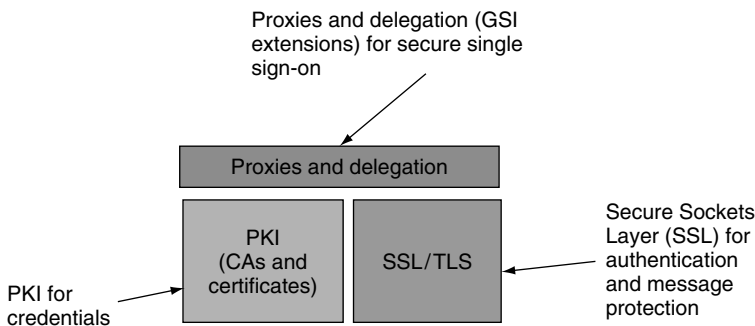 Proxies and delegation (GSI
extensions) for secure single
sign-on
Proxies and delegation
PKI
(CAs and
certificates)
SSL/TLS
Secure Sockets
Layer (SSL) for
authentication
and message
protection
PKI for
credentials